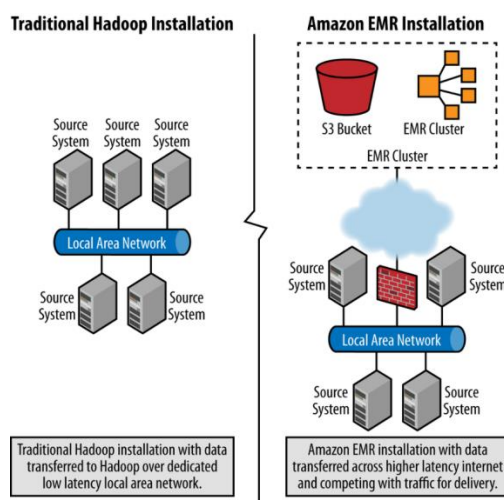 Traditional Hadoop Installation
Source
System
Source
System
Source
System
Local Area Network
Source
System
Source
System
Traditional Hadoop installation with data
transferred to Hadoop over dedicated
low latency local area network.
Amazon EMR Installation
S3 Bucket
EMR Cluster
EMR Cluster
Source
System
Source
System
Local Area Network
Source
System
Source
System
Amazon EMR installation with data
transferred across higher latency internet
and competing with traffic for delivery.